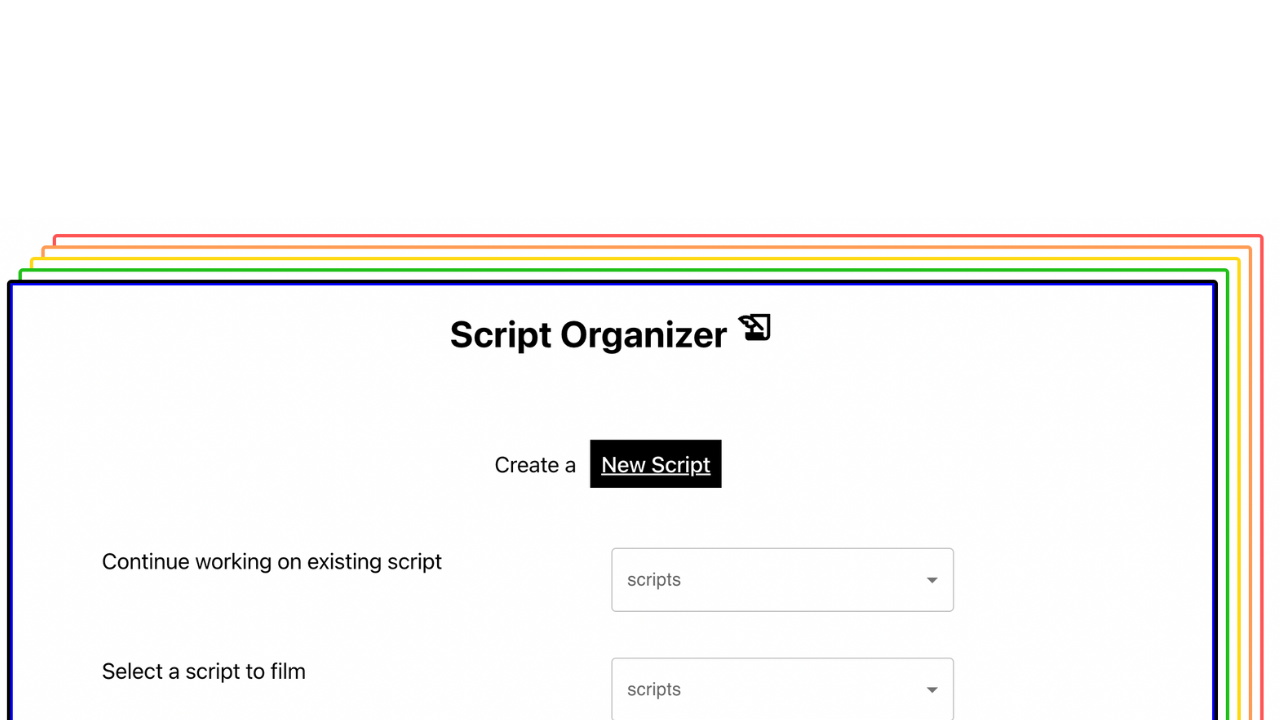 Script Organizer
Create a New Script
Continue working on existing script
scripts
Select a script to film
scripts